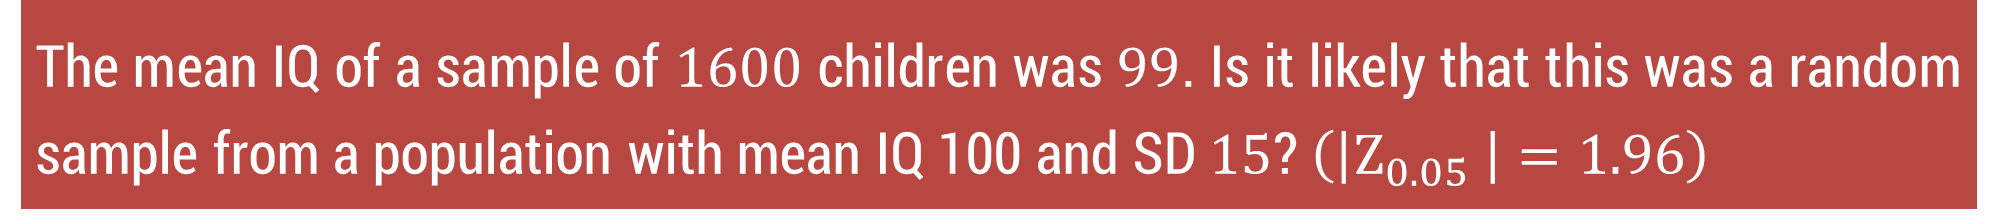 The mean IQ of a sample of 1600 children was 99. Is it likely that this was a random
sample from a population with mean IQ 100 and SD 15? (|Z₀.₀₅ | = 1.96)